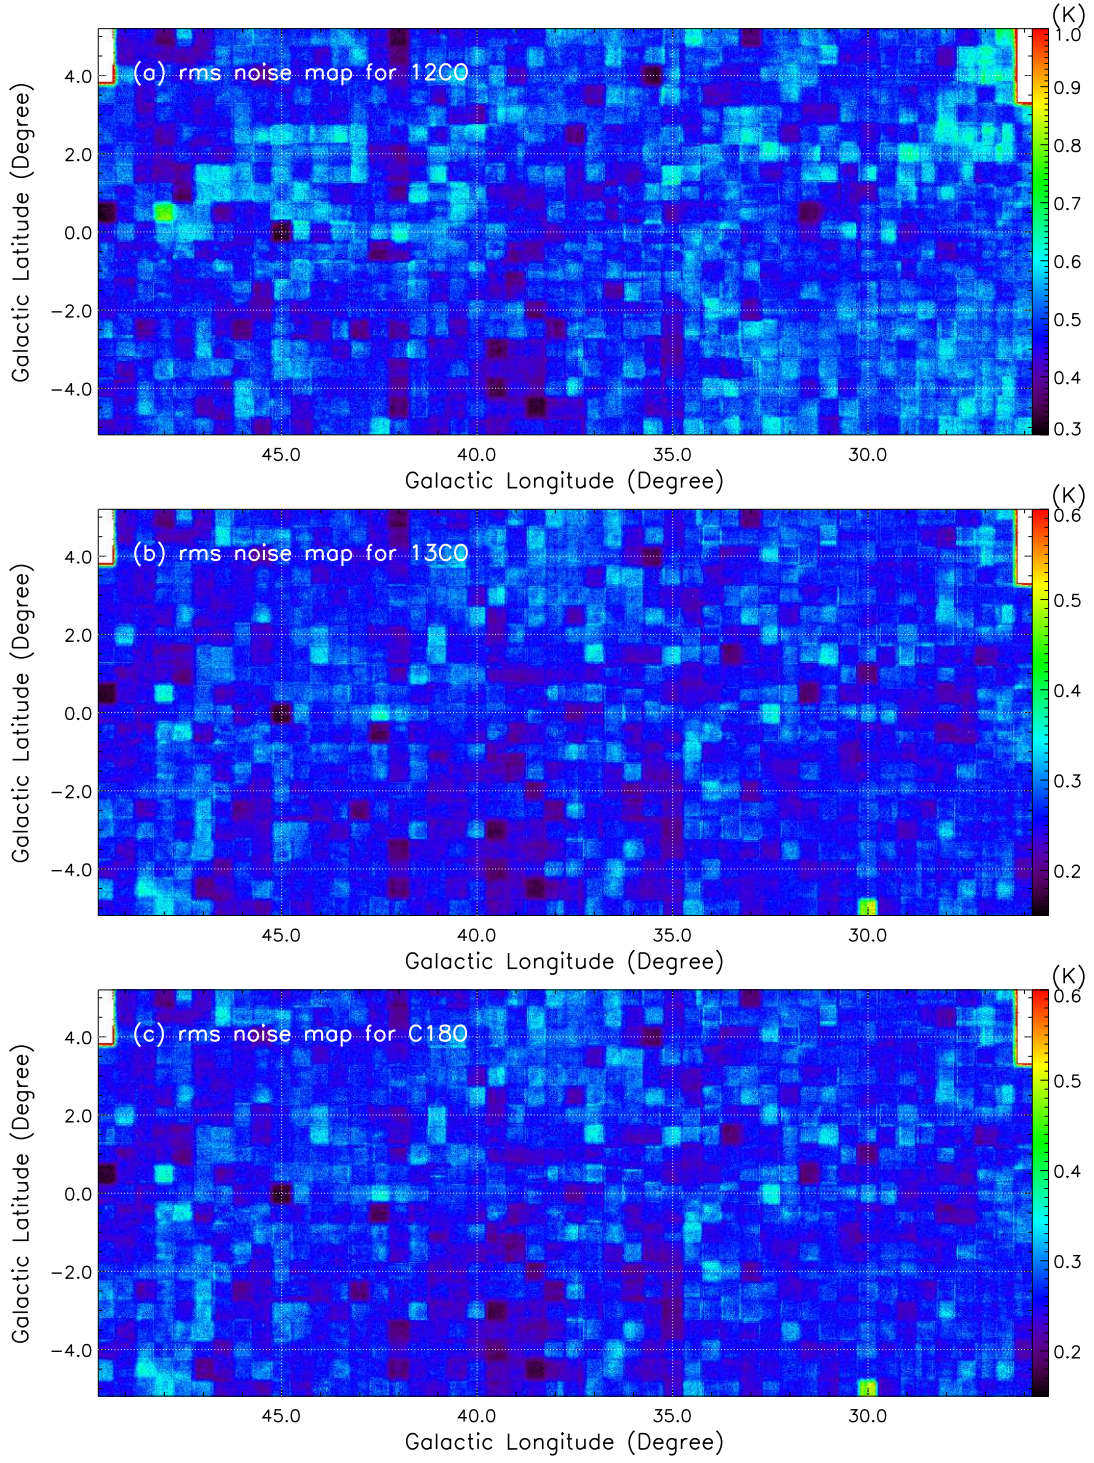 (K)
1.0
(a) rms noise map for 12CO
4.0
0.9
2.0
0.8
0.7
0.0
0.6
−2.0
0.5
−4.0
0.4
0.3
Galactic Latitude (Degree)
45.0 40.0 35.0 30.0
Galactic Longitude (Degree)
(K)
0.6
(b) rms noise map for 13CO
4.0
0.5
2.0
0.4
0.0
0.3
−2.0
−4.0
0.2
Galactic Latitude (Degree)
45.0 40.0 35.0 30.0
Galactic Longitude (Degree)
(K)
0.6
(c) rms noise map for C18O
4.0
0.5
2.0
0.4
0.0
0.3
−2.0
−4.0
0.2
Galactic Latitude (Degree)
45.0 40.0 35.0 30.0
Galactic Longitude (Degree)